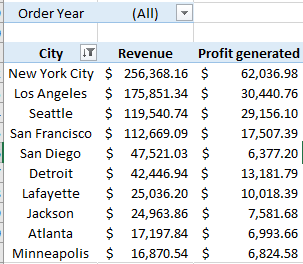 Order Year (All)
City Revenue Profit generated
New York City $ 256,368.16 $ 62,036.98
Los Angeles $ 175,851.34 $ 30,440.76
Seattle $ 119,540.74 $ 29,156.10
San Francisco $ 112,669.09 $ 17,507.39
San Diego $ 47,521.03 $ 6,377.20
Detroit $ 42,446.94 $ 13,181.79
Lafayette $ 25,036.20 $ 10,018.39
Jackson $ 24,963.86 $ 7,581.68
Atlanta $ 17,197.84 $ 6,993.66
Minneapolis $ 16,870.54 $ 6,824.58